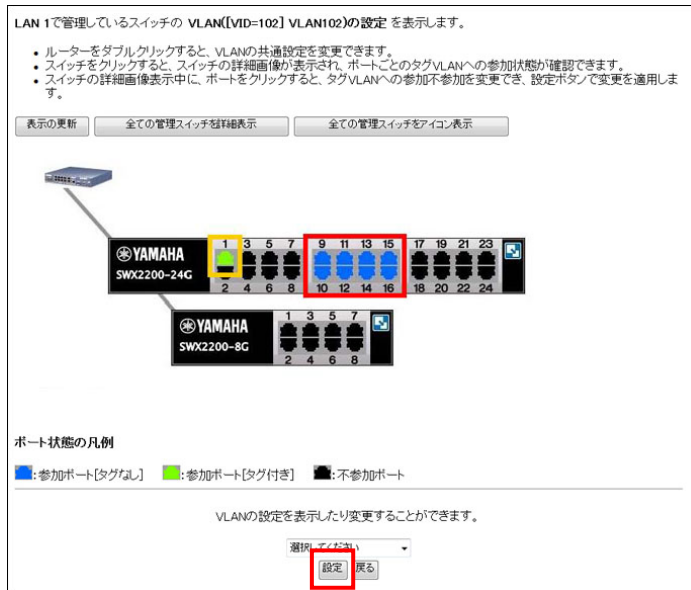 LAN 1で管理しているスイッチの VLAN([VID=102] VLAN102)の設定 を表示します。
• ルーターをダブルクリックすると、VLANの共通設定を変更できます。
• スイッチをクリックすると、スイッチの詳細画像が表示され、ポートごとのタグVLANへの参加状態が確認できます。
• スイッチの詳細画像表示中に、ポートをクリックすると、タグVLANへの参加不参加を変更でき、設定ボタンで変更を適用しま
す。
表示の更新 全ての管理スイッチを詳細表示 全ての管理スイッチをアイコン表示
1 3 5 7 9 11 13 15 17 19 21 23
YAMAHA
SWX2200-24G
2 4 6 8 10 12 14 16 18 20 22 24
1 3 5 7
YAMAHA
SWX2200-8G
2 4 6 8
ポート状態の凡例
:参加ポート[タグなし] :参加ポート[タグ付き] :不参加ポート
VLANの設定を表示したり変更することができます。
選択してください
設定 戻る